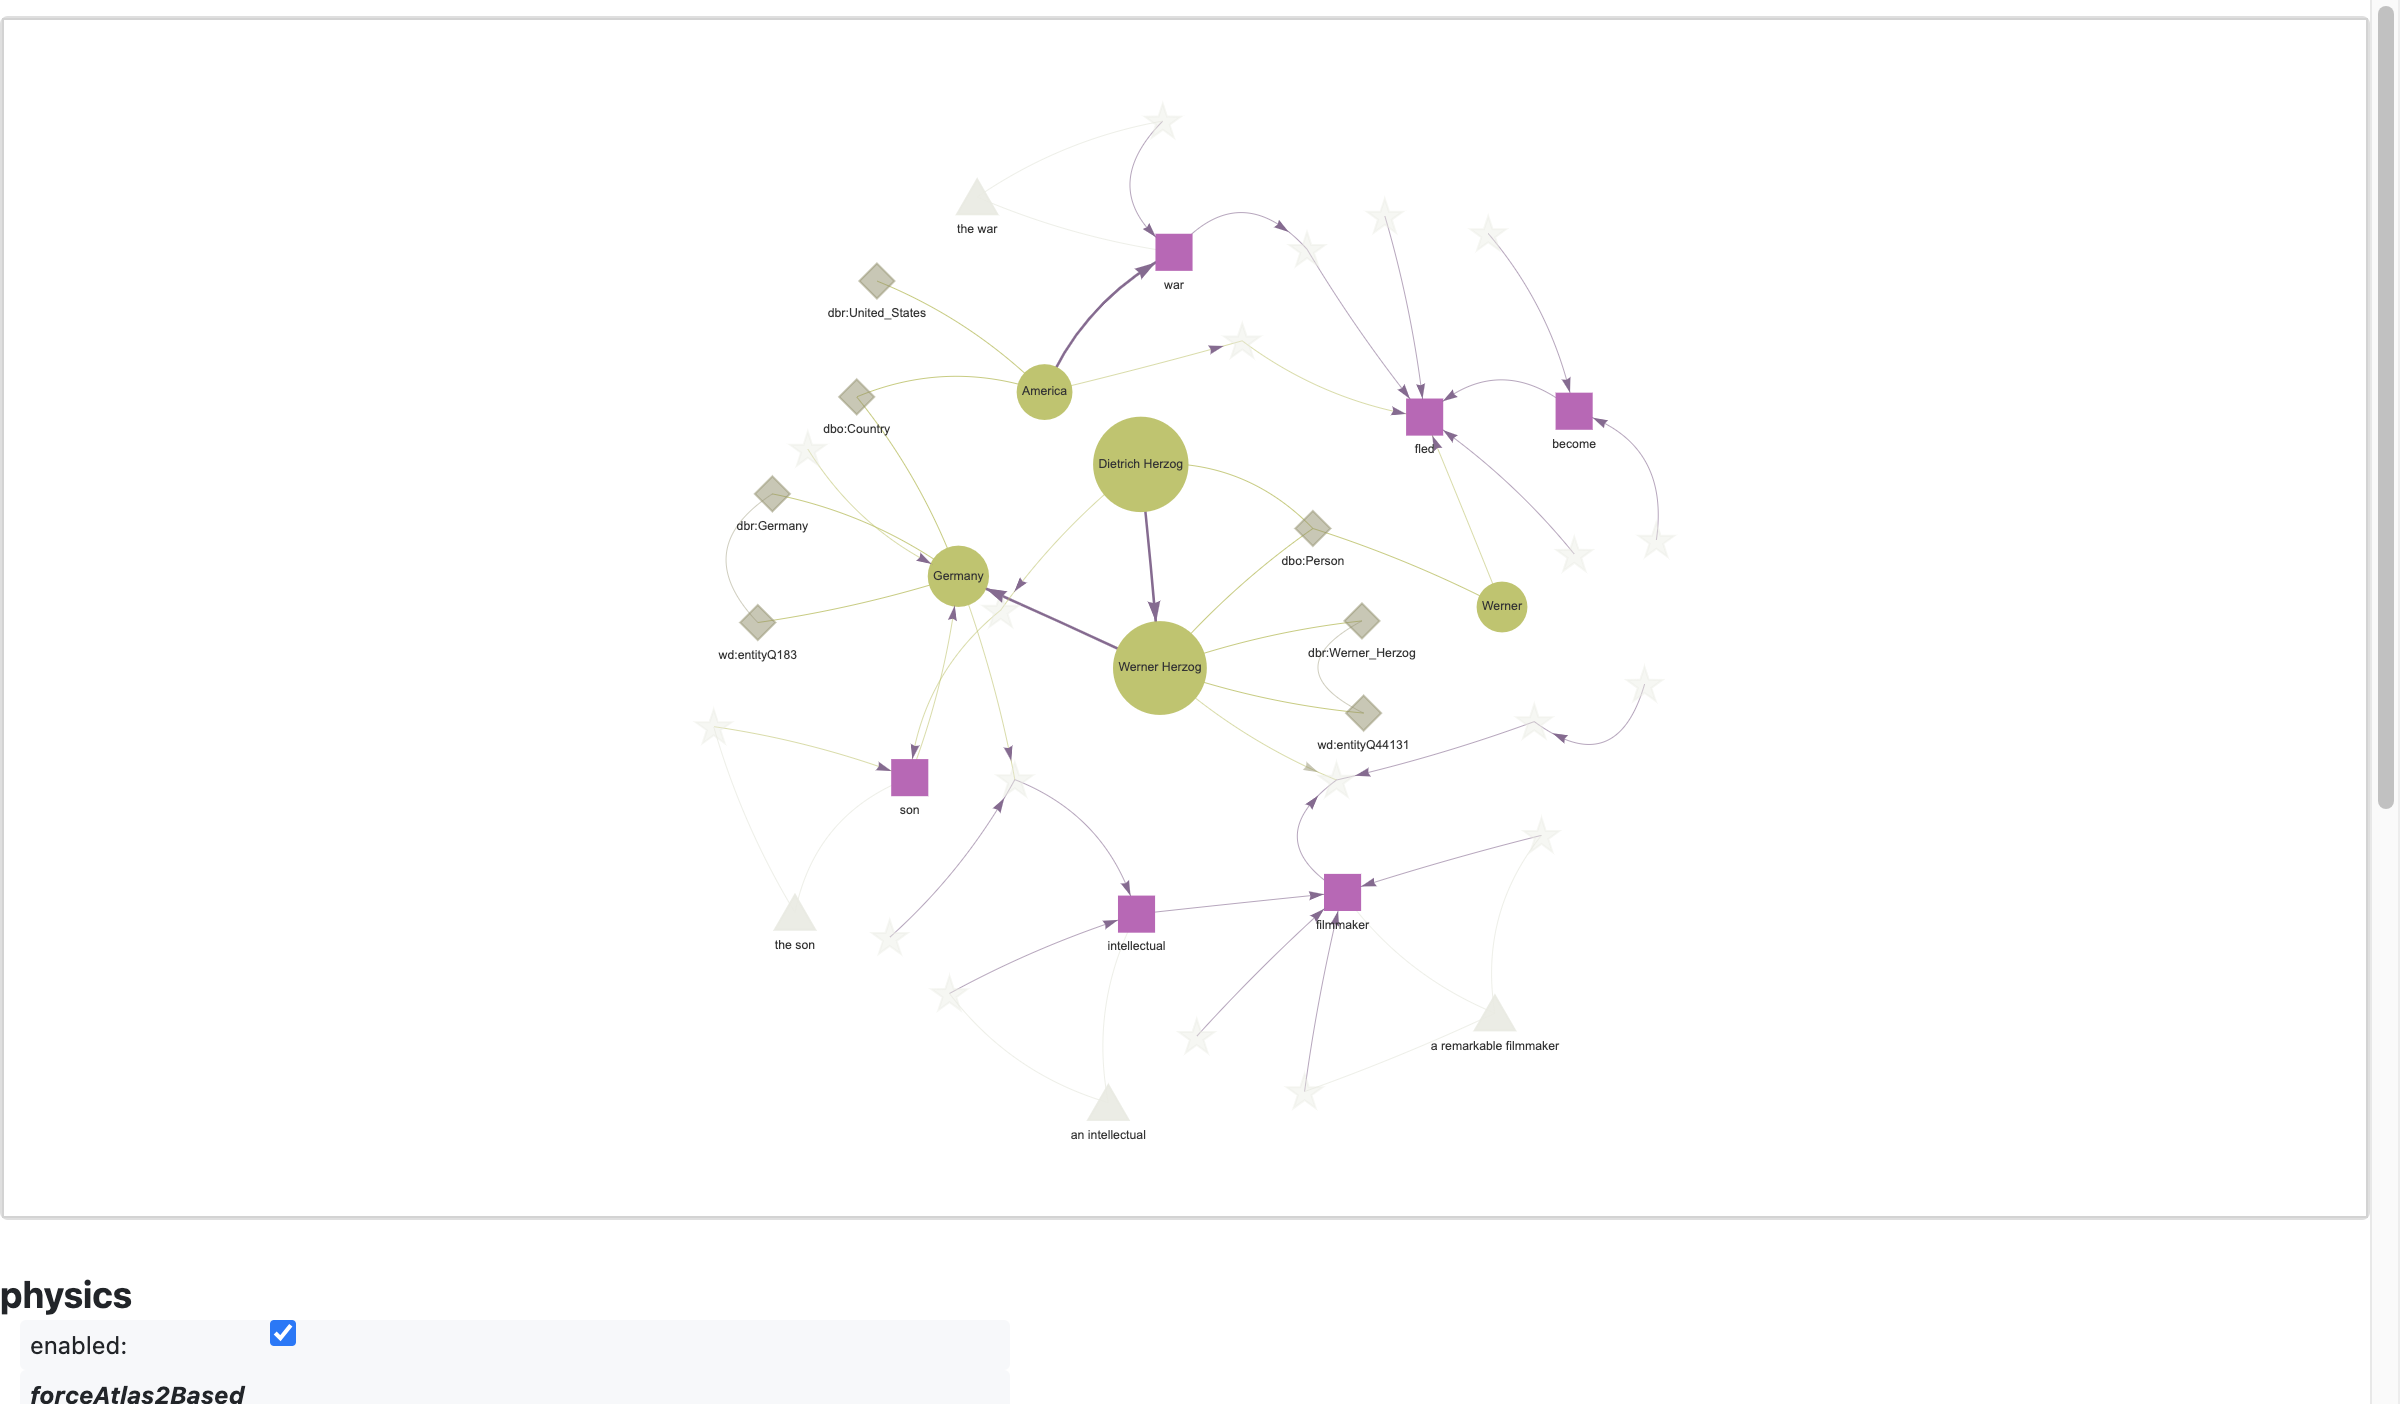 the war
war
dbr:United_States
America
dbo:Country
fled
become
Dietrich Herzog
dbr:Germany
dbo:Person
Germany
Werner
wd:entityQ183
dbr:Werner_Herzog
Werner Herzog
wd:entityQ44131
son
filmmaker
the son
intellectual
a remarkable filmmaker
an intellectual
physics
enabled:
forceAtlas2Based